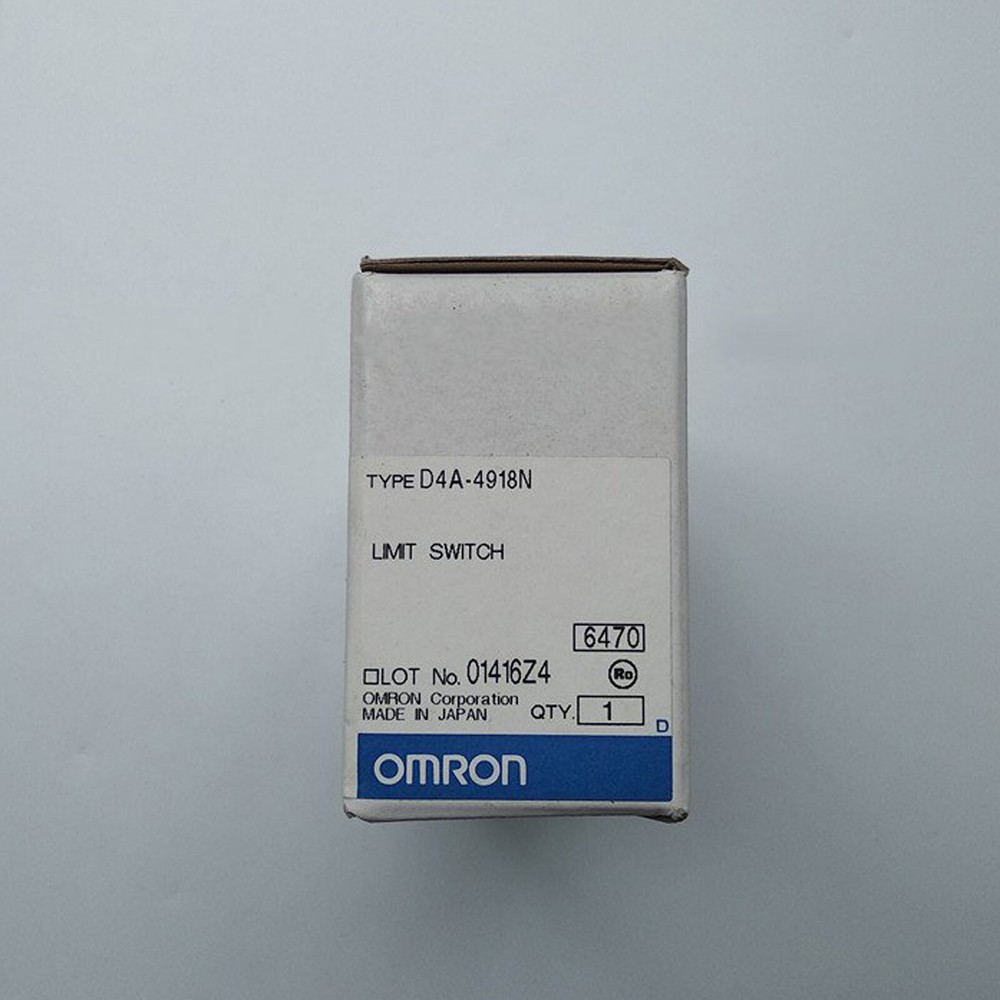 TYPE D4A-4918N
LIMIT SWITCH
6470
□LOT No. 01416Z4
Ro
OMRON Corporation
MADE IN JAPAN
QTY. 1
D
OMRON